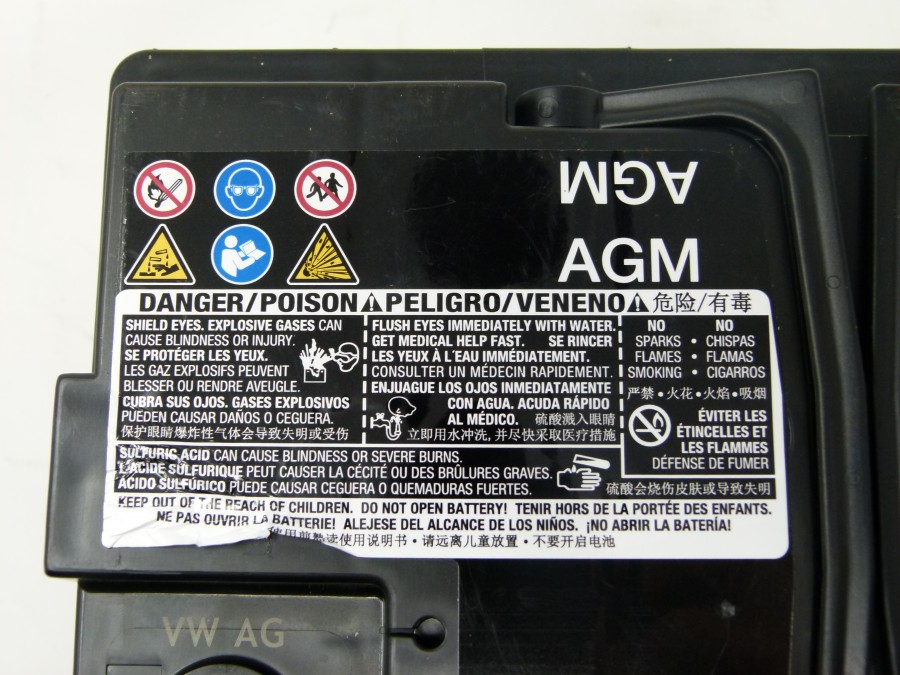 AGM
AGM
DANGER/POISON⚠PELIGRO/VENENO⚠危险/有毒
SHIELD EYES. EXPLOSIVE GASES CAN
CAUSE BLINDNESS OR INJURY.
SE PROTÉGER LES YEUX.
LES GAZ EXPLOSIFS PEUVENT
BLESSER OU RENDRE AVEUGLE.
CUBRA SUS OJOS. GASES EXPLOSIVOS
PUEDEN CAUSAR DAÑOS O CEGUERA.
保护眼睛爆炸性气体会导致失明或受伤
FLUSH EYES IMMEDIATELY WITH WATER.
GET MEDICAL HELP FAST. SE RINCER
LES YEUX À L'EAU IMMÉDIATEMENT.
CONSULTER UN MÉDECIN RAPIDEMENT.
ENJUAGUE LOS OJOS INMEDIATAMENTE
CON AGUA. ACUDA RÁPIDO
AL MÉDICO. 硫酸溅入眼睛
立即用水冲洗,并尽快采取医疗措施
NO NO
SPARKS • CHISPAS
FLAMES • FLAMAS
SMOKING • CIGARROS
严禁・火花・火焰・吸烟
ÉVITER LES
ÉTINCELLES ET
LES FLAMMES
DÉFENSE DE FUMER
SULFURIC ACID CAN CAUSE BLINDNESS OR SEVERE BURNS.
L'ACIDE SULFURIQUE PEUT CAUSER LA CÉCITÉ OU DES BRÛLURES GRAVES.
ÁCIDO SULFÚRICO PUEDE CAUSAR CEGUERA O QUEMADURAS FUERTES.
硫酸会烧伤皮肤或导致失明
KEEP OUT OF THE REACH OF CHILDREN. DO NOT OPEN BATTERY! TENIR HORS DE LA PORTÉE DES ENFANTS.
NE PAS OUVRIR LA BATTERIE! ALEJESE DEL ALCANCE DE LOS NIÑOS. ¡NO ABRIR LA BATERÍA!
使用前熟读使用说明书・请远离儿童放置・不要开启电池
VW AG